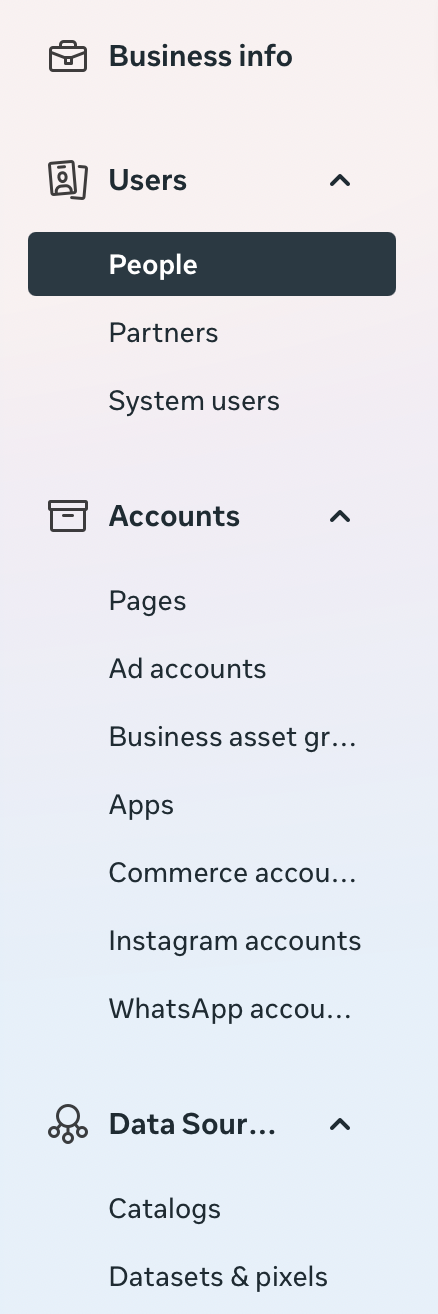 Business info
Users
People
Partners
System users
Accounts
Pages
Ad accounts
Business asset gr...
Apps
Commerce accou...
Instagram accounts
WhatsApp accou...
Data Sour...
Catalogs
Datasets & pixels